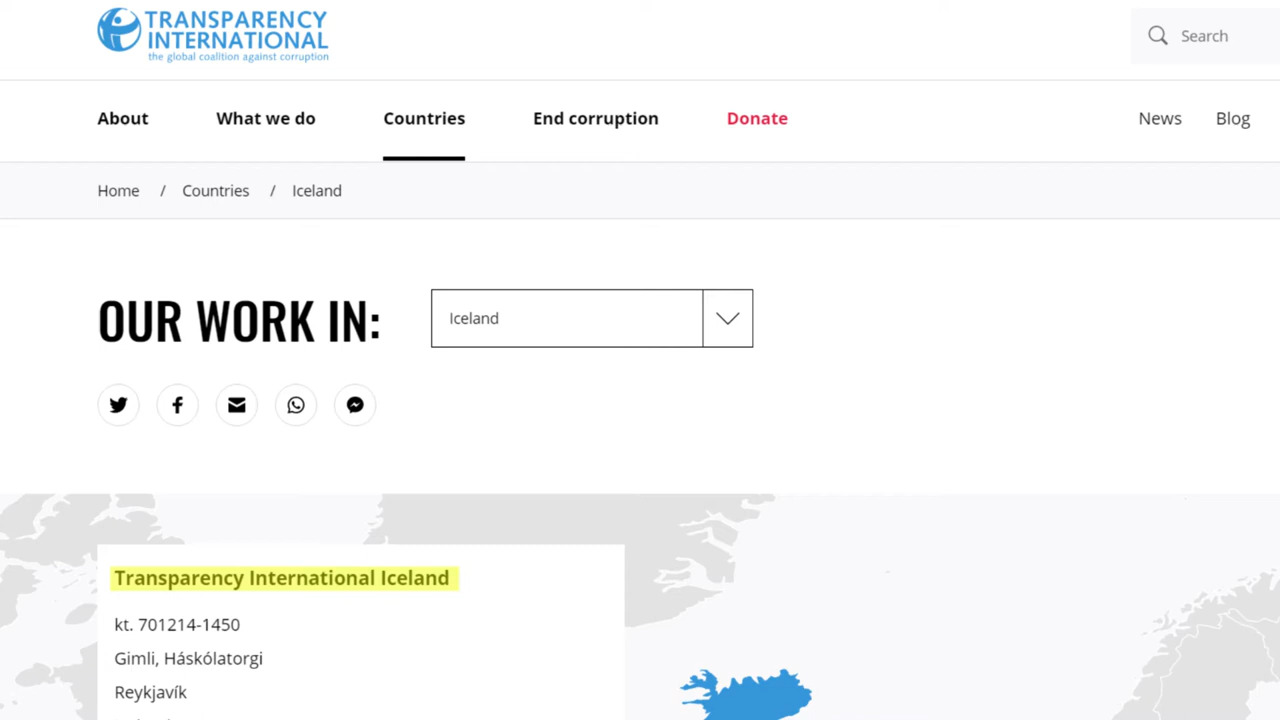 TRANSPARENCY
INTERNATIONAL
the global coalition against corruption
Search
About What we do Countries End corruption Donate News Blog
Home / Countries / Iceland
OUR WORK IN: Iceland
Transparency International Iceland
kt. 701214-1450
Gimli, Háskólatorgi
Reykjavík